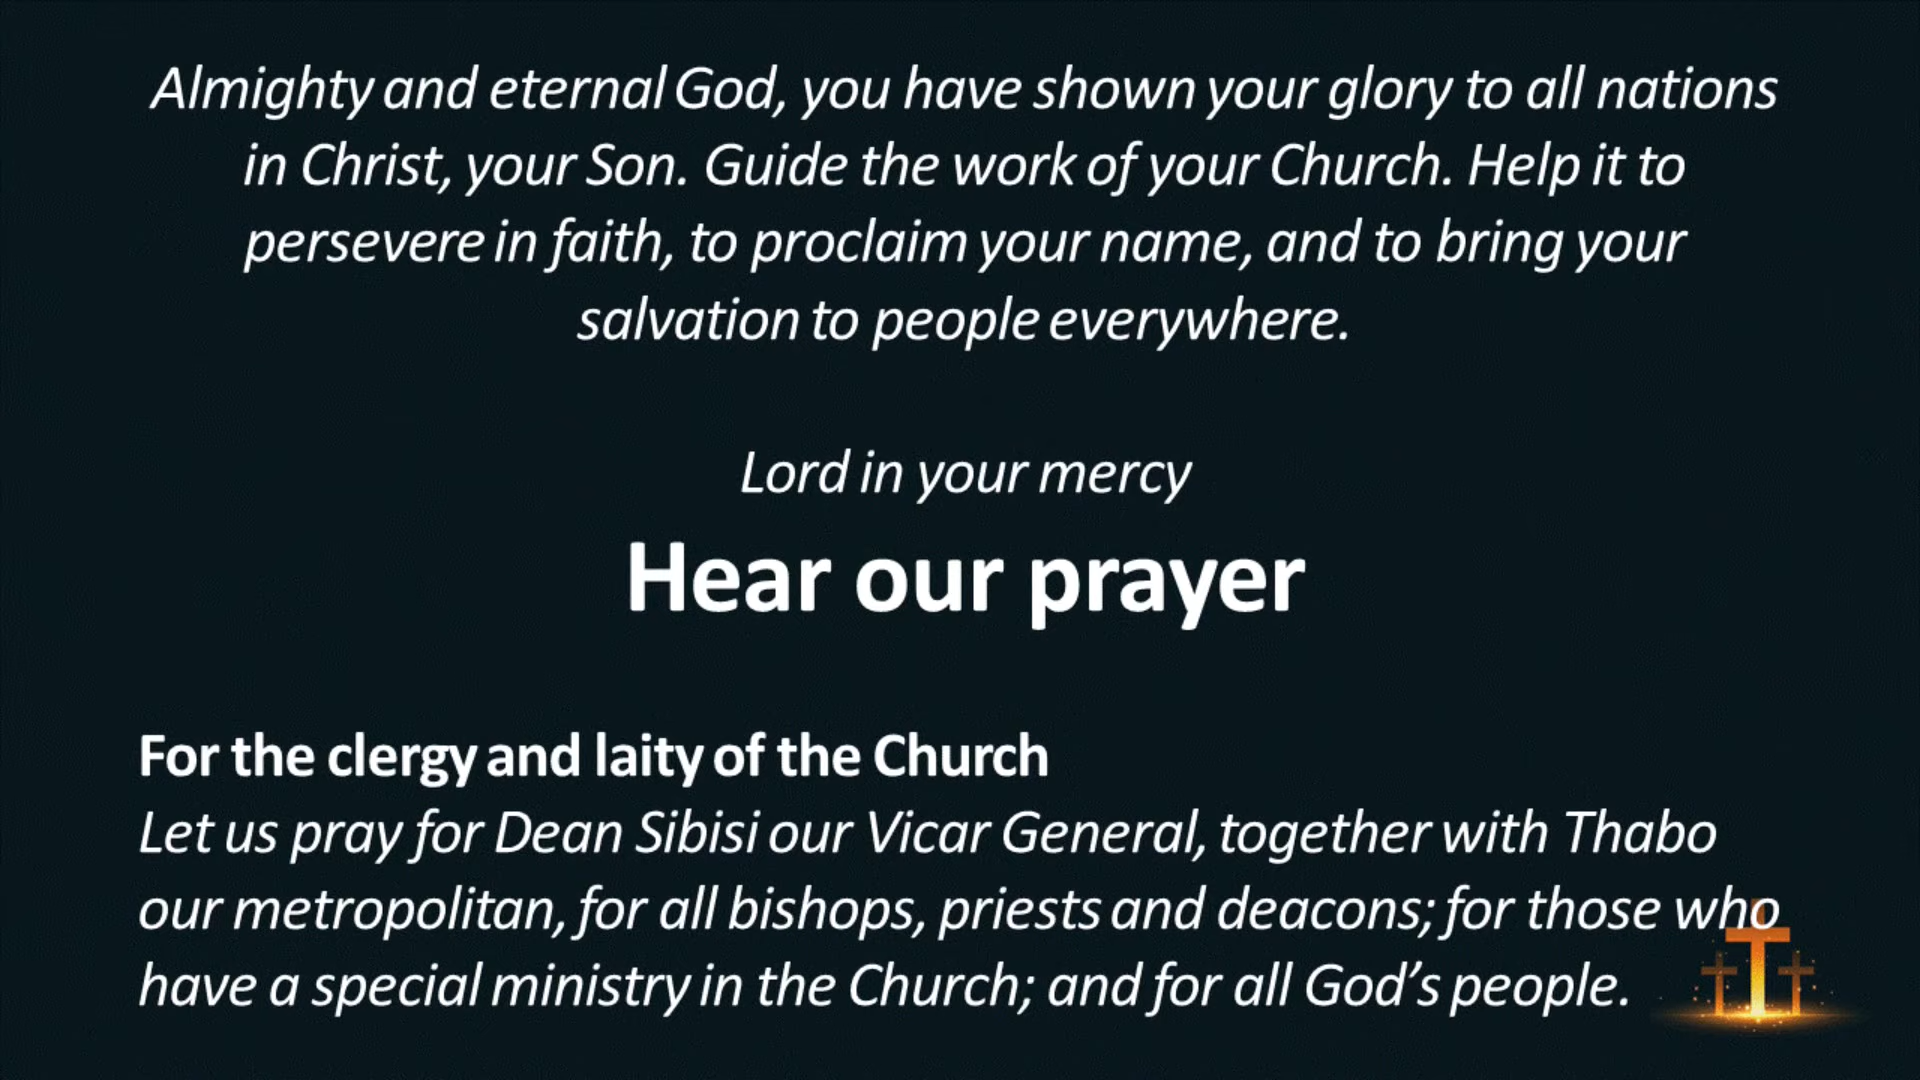 Almighty and eternal God, you have shown your glory to all nations
in Christ, your Son. Guide the work of your Church. Help it to
persevere in faith, to proclaim your name, and to bring your
salvation to people everywhere.
Lord in your mercy
Hear our prayer
For the clergy and laity of the Church
Let us pray for Dean Sibisi our Vicar General, together with Thabo
our metropolitan, for all bishops, priests and deacons; for those who
have a special ministry in the Church; and for all God’s people.